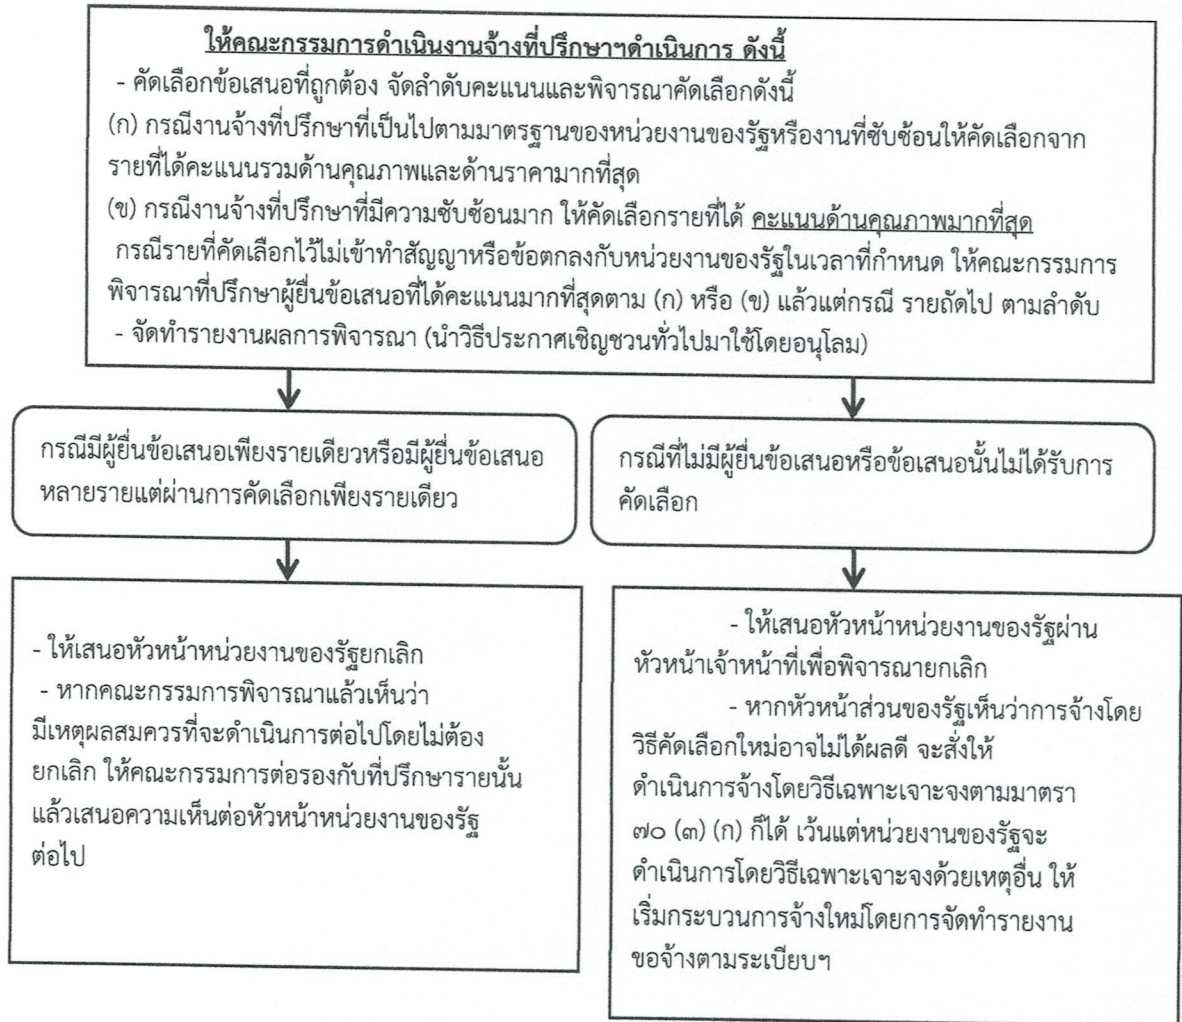 ให้คณะกรรมการดำเนินงานจ้างที่ปรึกษาฯดำเนินการ ดังนี้
- คัดเลือกข้อเสนอที่ถูกต้อง จัดลำดับคะแนนและพิจารณาคัดเลือกดังนี้
(ก) กรณีงานจ้างที่ปรึกษาที่เป็นไปตามมาตรฐานของหน่วยงานของรัฐหรืองานที่ซับซ้อนให้คัดเลือกจาก
รายที่ได้คะแนนรวมด้านคุณภาพและด้านราคามากที่สุด
(ข) กรณีงานจ้างที่ปรึกษาที่มีความซับซ้อนมาก ให้คัดเลือกรายที่ได้ คะแนนด้านคุณภาพมากที่สุด
กรณีรายที่คัดเลือกไว้ไม่เข้าทำสัญญาหรือข้อตกลงกับหน่วยงานของรัฐในเวลาที่กำหนด ให้คณะกรรมการ
พิจารณาที่ปรึกษาผู้ยื่นข้อเสนอที่ได้คะแนนมากที่สุดตาม (ก) หรือ (ข) แล้วแต่กรณี รายถัดไป ตามลำดับ
- จัดทำรายงานผลการพิจารณา (นำวิธีประกาศเชิญชวนทั่วไปมาใช้โดยอนุโลม)
กรณีมีผู้ยื่นข้อเสนอเพียงรายเดียวหรือมีผู้ยื่นข้อเสนอ
หลายรายแต่ผ่านการคัดเลือกเพียงรายเดียว
กรณีที่ไม่มีผู้ยื่นข้อเสนอหรือข้อเสนอนั้นไม่ได้รับการ
คัดเลือก
- ให้เสนอหัวหน้าหน่วยงานของรัฐยกเลิก
- หากคณะกรรมการพิจารณาแล้วเห็นว่า
มีเหตุผลสมควรที่จะดำเนินการต่อไปโดยไม่ต้อง
ยกเลิก ให้คณะกรรมการต่อรองกับที่ปรึกษารายนั้น
แล้วเสนอความเห็นต่อหัวหน้าหน่วยงานของรัฐ
ต่อไป
- ให้เสนอหัวหน้าหน่วยงานของรัฐผ่าน
หัวหน้าเจ้าหน้าที่เพื่อพิจารณายกเลิก
- หากหัวหน้าส่วนของรัฐเห็นว่าการจ้างโดย
วิธีคัดเลือกใหม่อาจไม่ได้ผลดี จะสั่งให้
ดำเนินการจ้างโดยวิธีเฉพาะเจาะจงตามมาตรา
๗๐ (๓) (ก) ก็ได้ เว้นแต่หน่วยงานของรัฐจะ
ดำเนินการโดยวิธีเฉพาะเจาะจงด้วยเหตุอื่น ให้
เริ่มกระบวนการจ้างใหม่โดยการจัดทำรายงาน
ขอจ้างตามระเบียบฯ